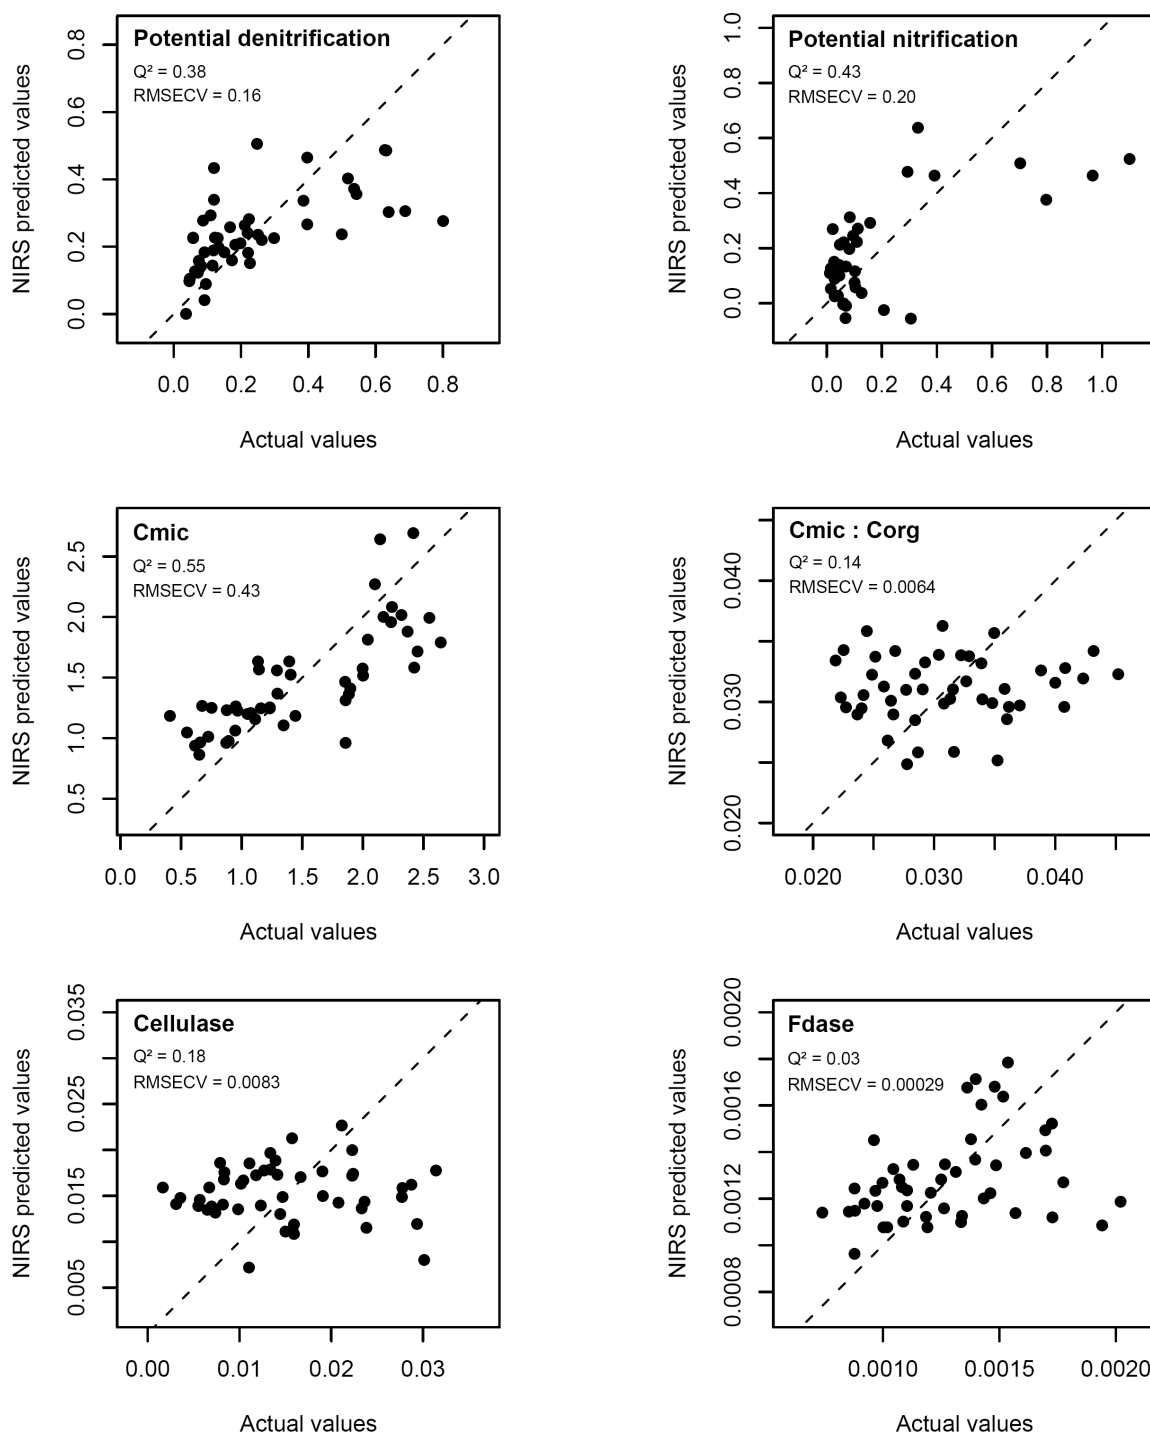 Potential denitrification
Q² = 0.38
RMSECV = 0.16
NIRS predicted values
0.0 0.2 0.4 0.6 0.8
0.0 0.2 0.4 0.6 0.8
Actual values
Potential nitrification
Q² = 0.43
RMSECV = 0.20
NIRS predicted values
0.0 0.2 0.4 0.6 0.8 1.0
0.0 0.2 0.4 0.6 0.8 1.0
Actual values
Cmic
Q² = 0.55
RMSECV = 0.43
NIRS predicted values
0.5 1.0 1.5 2.0 2.5
0.0 0.5 1.0 1.5 2.0 2.5 3.0
Actual values
Cmic : Corg
Q² = 0.14
RMSECV = 0.0064
NIRS predicted values
0.020 0.030 0.040
0.020 0.030 0.040
Actual values
Cellulase
Q² = 0.18
RMSECV = 0.0083
NIRS predicted values
0.005 0.015 0.025 0.035
0.00 0.01 0.02 0.03
Actual values
Fdase
Q² = 0.03
RMSECV = 0.00029
NIRS predicted values
0.0008 0.0012 0.0016 0.0020
0.0010 0.0015 0.0020
Actual values